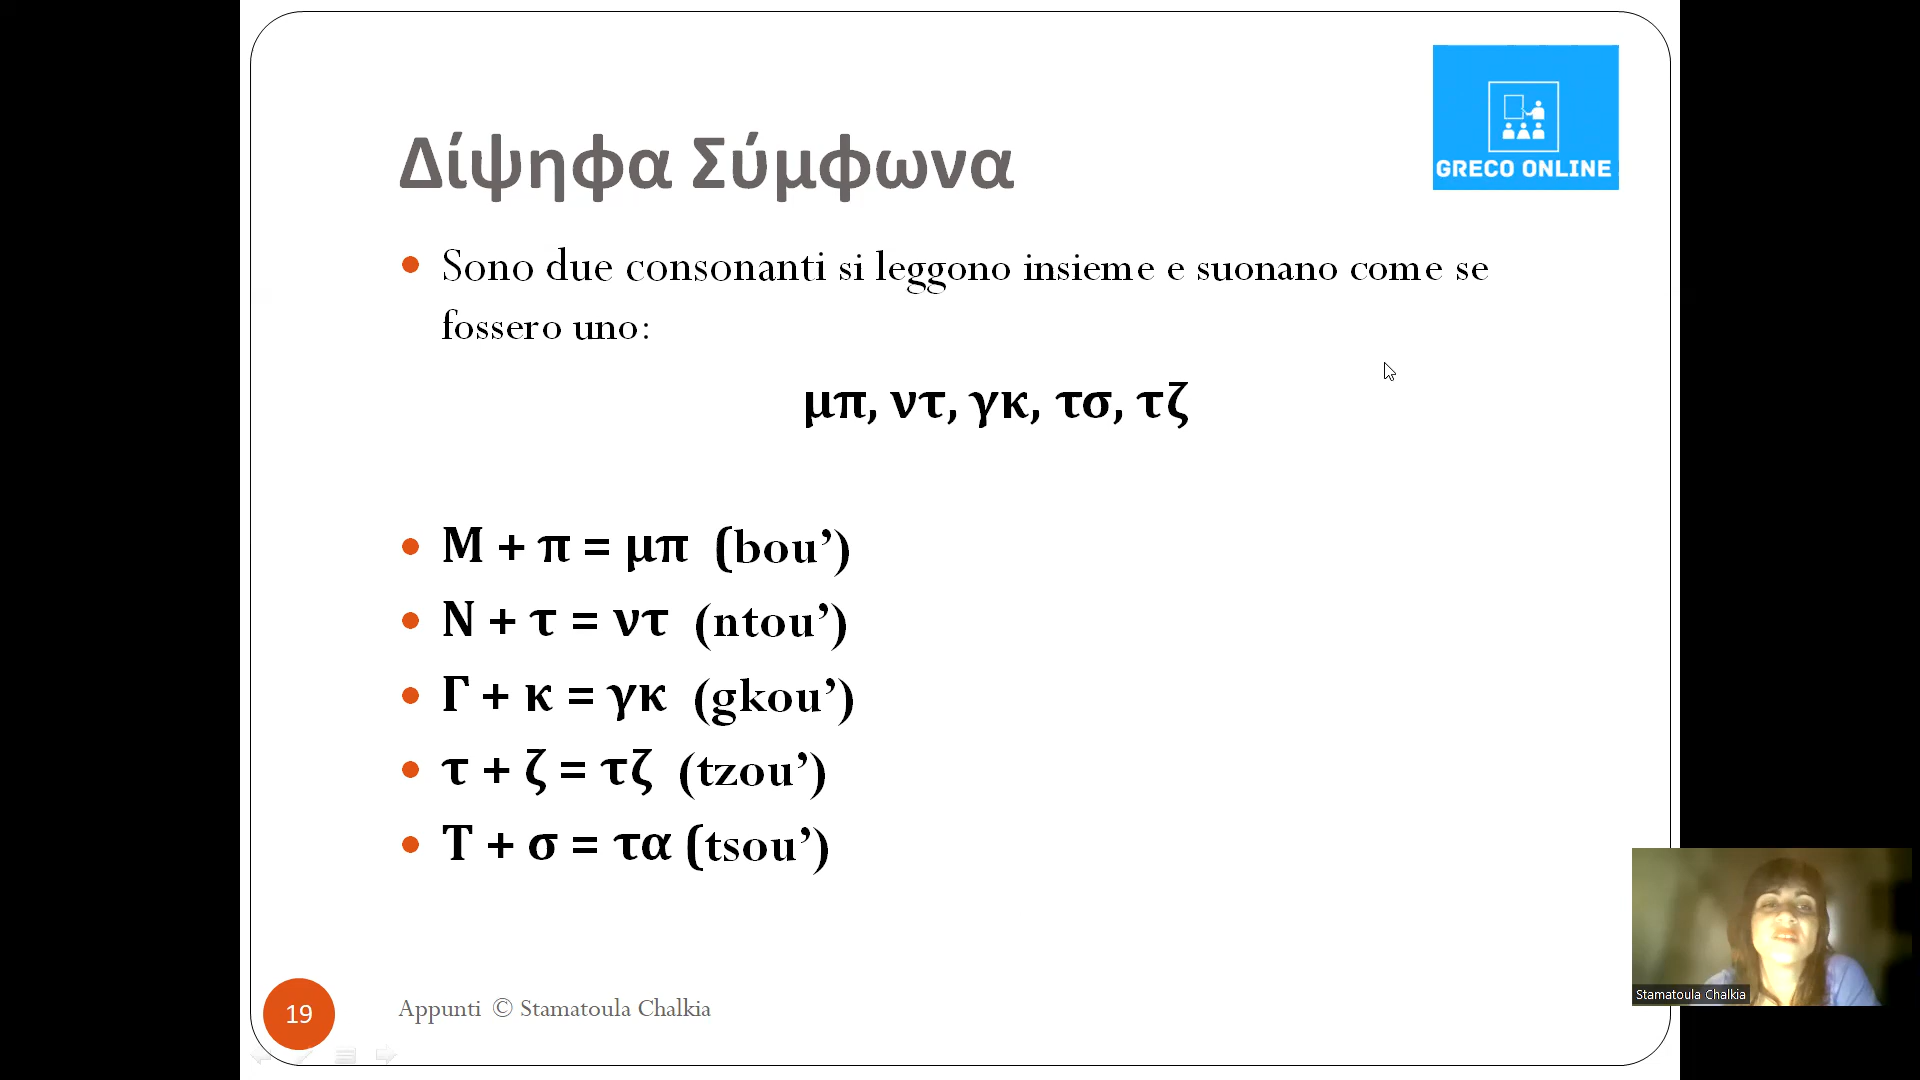 GRECO ONLINE
Δίψηφα Σύμφωνα
• Sono due consonanti si leggono insieme e suonano come se
fossero uno:
μπ, ντ, γκ, τσ, τζ
• Μ + π = μπ (bou’)
• Ν + τ = ντ (ntou’)
• Γ + κ = γκ (gkou’)
• τ + ζ = τζ (tzou’)
• Τ + σ = τα (tsou’)
19
Appunti © Stamatoula Chalkia
Stamatoula Chalkia